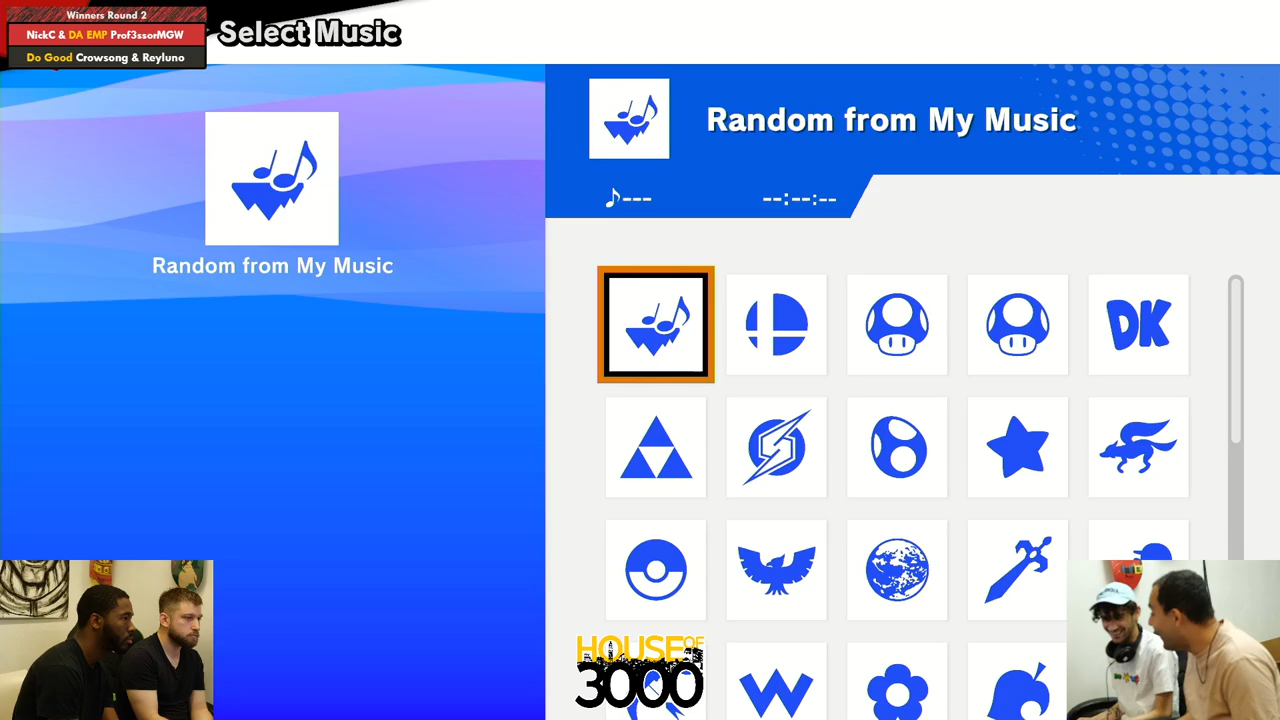 Winners Round 2
NickC & DA EMP Prof3ssorMGW
Do Good Crowsong & Reyluno
Select Music
Random from My Music
Random from My Music
♪--- --:--:--
DK
HOUSE OF
3000